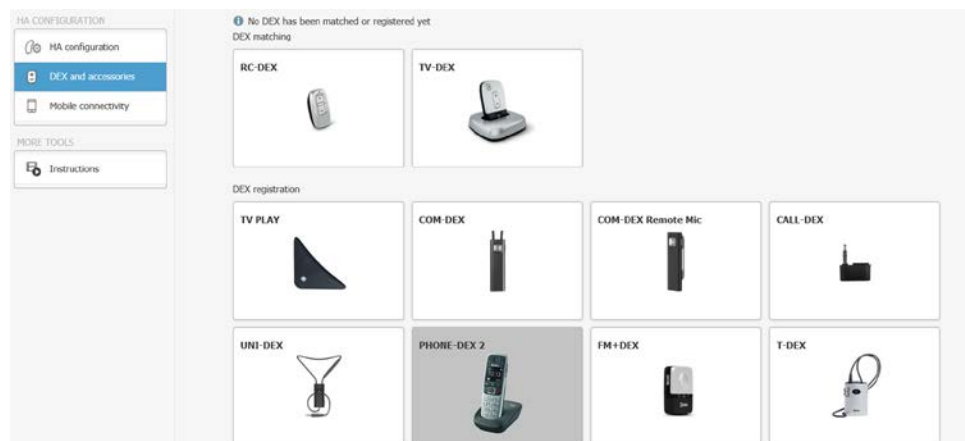 HA CONFIGURATION
HA configuration
DEX and accessories
Mobile connectivity
MORE TOOLS
Instructions
No DEX has been matched or registered yet
DEX matching
RC-DEX
TV-DEX
DEX registration
TV PLAY
COM-DEX
COM-DEX Remote Mic
CALL-DEX
UNI-DEX
PHONE-DEX 2
FM+DEX
T-DEX